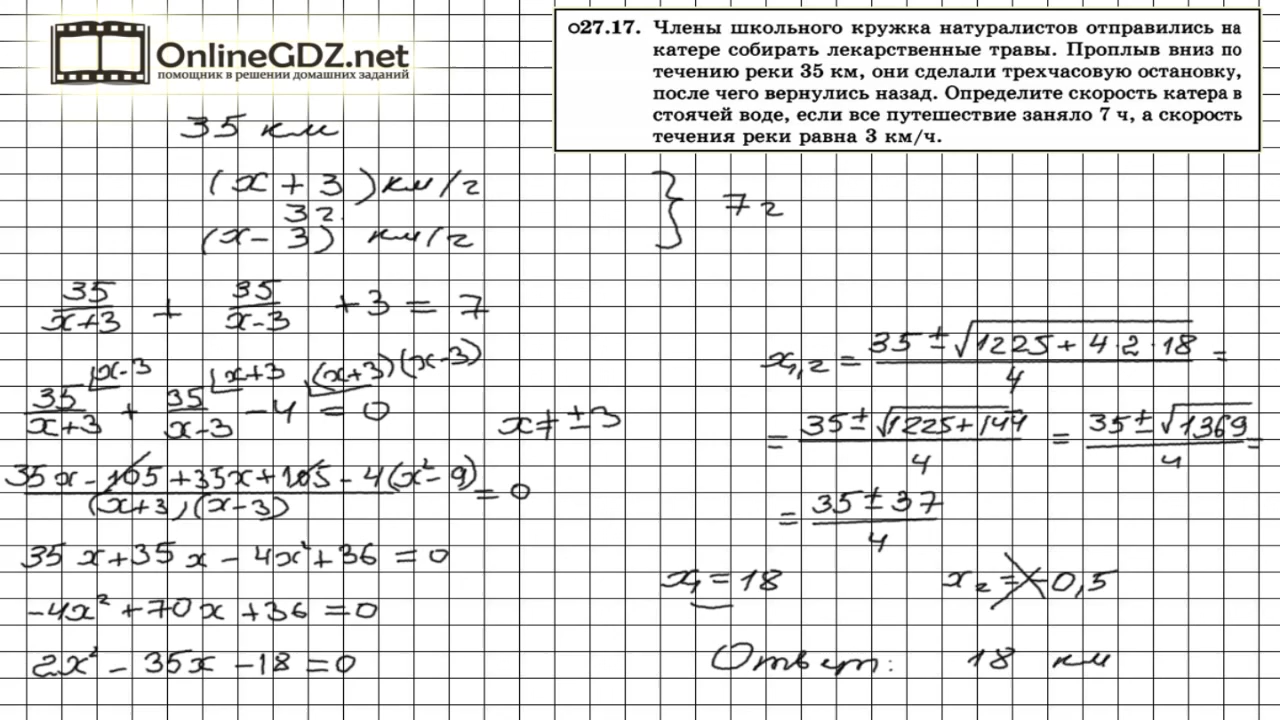 OnlineGDZ.net
помощник в решении домашних заданий
27.17. Члены школьного кружка натуралистов отправились на
катере собирать лекарственные травы. Проплыв вниз по
течению реки 35 км, они сделали трехчасовую остановку,
после чего вернулись назад. Определите скорость катера в
стоячей воде, если все путешествие заняло 7 ч, а скорость
течения реки равна 3 км/ч.
35 км
(x + 3) км/ч
3 ч.
(x - 3) км/ч
} 7 ч
35/(x+3) + 35/(x-3) + 3 = 7
35/(x+3) |x-3 + 35/(x-3) |x+3 - 4 |(x+3)(x-3) = 0
x ≠ ±3
(35x - 105 + 35x + 105 - 4(x² - 9))/((x+3)(x-3)) = 0
35x + 35x - 4x² + 36 = 0
-4x² + 70x + 36 = 0
2x² - 35x - 18 = 0
x₁,₂ = (35 ± √(1225 + 4·2·18))/4 =
= (35 ± √(1225 + 144))/4 = (35 ± √1369)/4 =
= (35 ± 37)/4
x₁ = 18 x₂ = -0,5
Ответ: 18 км